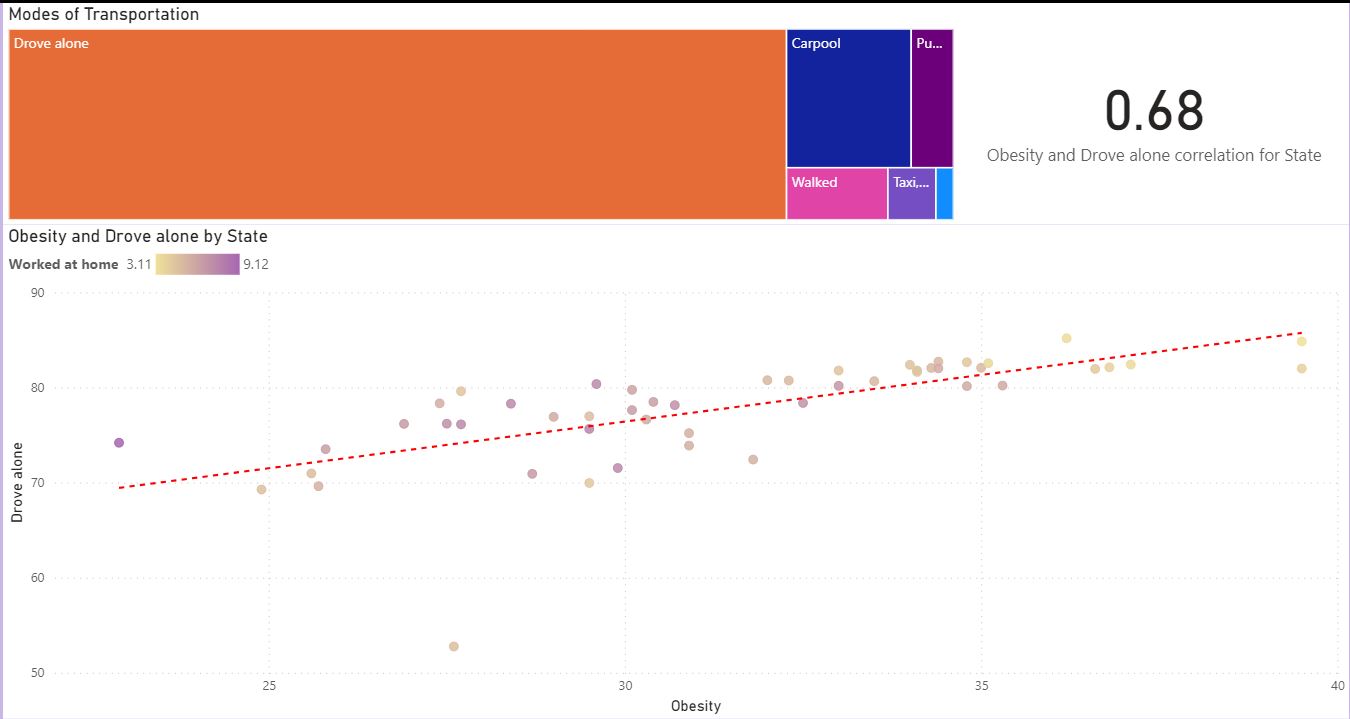 Modes of Transportation
Drove alone
Carpool
Pu...
Walked
Taxi,...
0.68
Obesity and Drove alone correlation for State
Obesity and Drove alone by State
Worked at home 3.11 9.12
90
80
70
60
50
Drove alone
25 30 35 40
Obesity